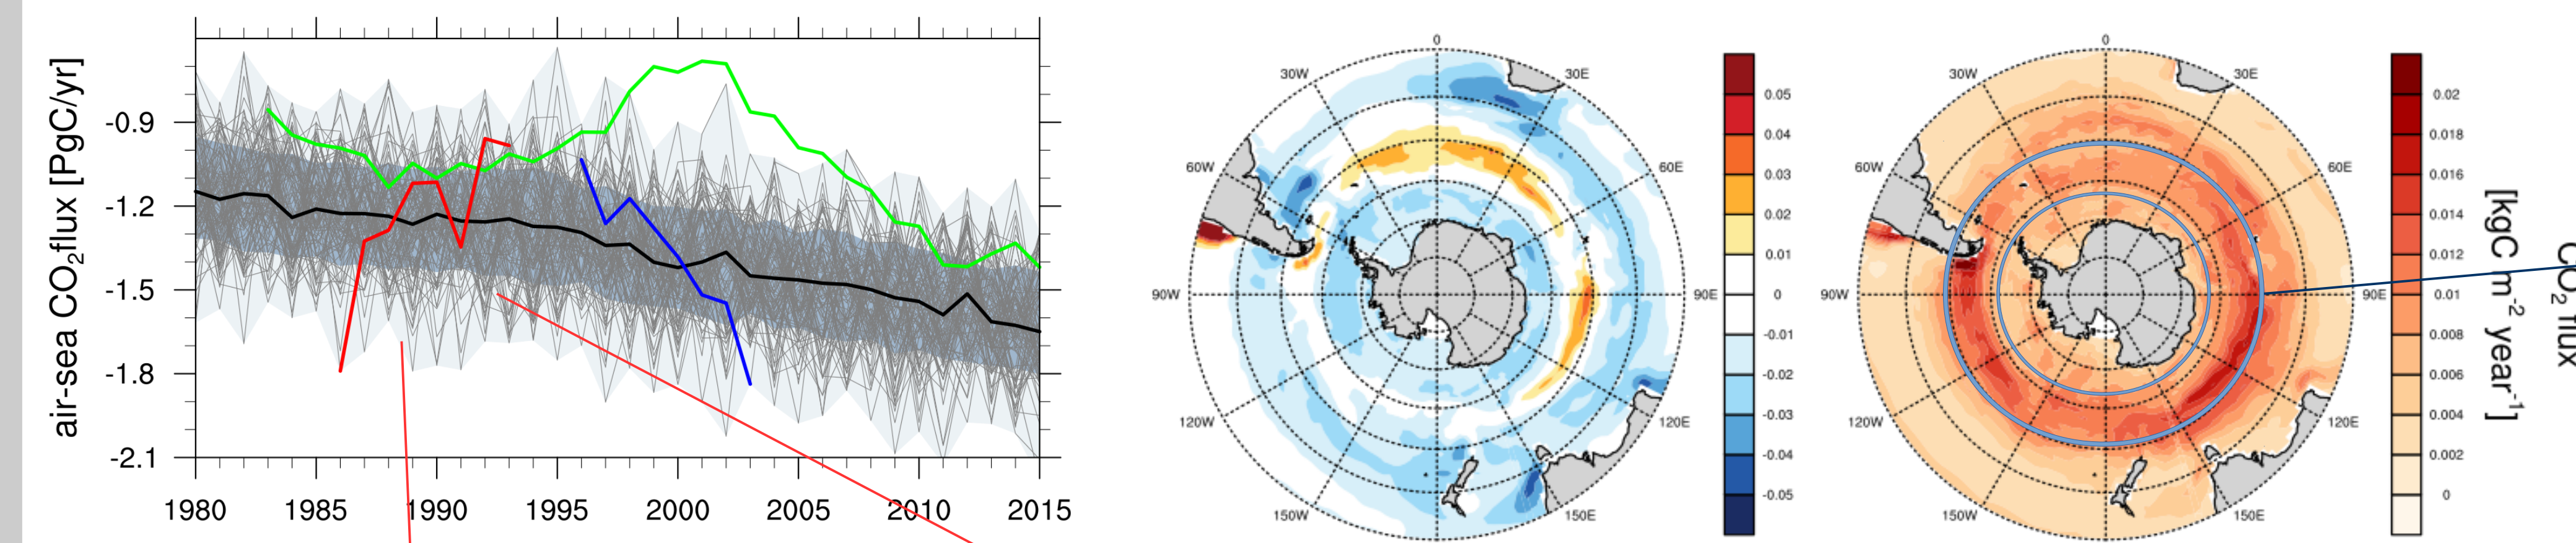 air-sea CO2flux [PgC/yr]
-0.9
-1.2
-1.5
-1.8
-2.1
1980 1985 1990 1995 2000 2005 2010 2015
0
30W 30E
60W 60E
90W 90E
120W 120E
150W 150E
0.05
0.04
0.03
0.02
0.01
0
-0.01
-0.02
-0.03
-0.04
-0.05
0
30W 30E
60W 60E
90W 90E
120W 120E
150W 150E
0.02
0.018
0.016
0.014
0.012
0.01
0.008
0.006
0.004
0.002
0
[kgC m-2 year-1]
CO2 flux